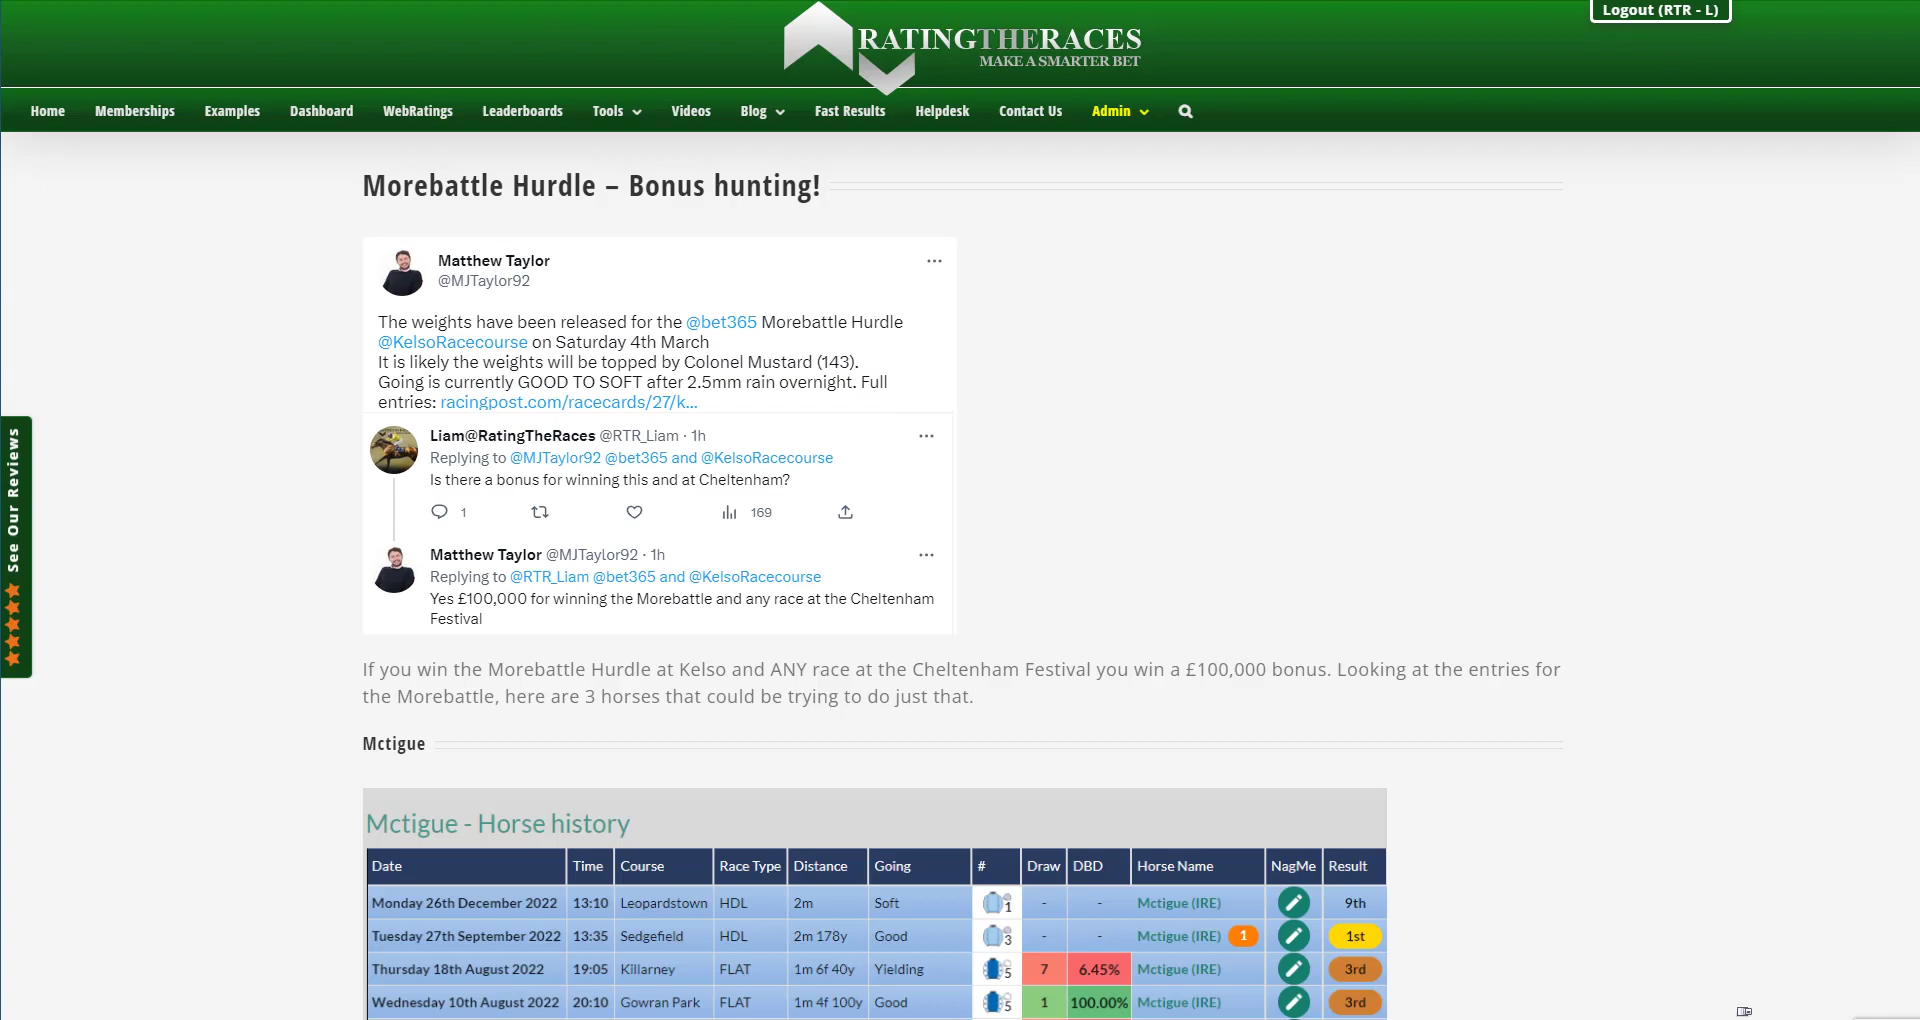 Logout (RTR - L)
RATINGTHERACES
MAKE A SMARTER BET
Home Memberships Examples Dashboard WebRatings Leaderboards Tools Videos Blog Fast Results Helpdesk Contact Us Admin
Morebattle Hurdle – Bonus hunting!
Matthew Taylor
@MJTaylor92
The weights have been released for the @bet365 Morebattle Hurdle
@KelsoRacecourse on Saturday 4th March
It is likely the weights will be topped by Colonel Mustard (143).
Going is currently GOOD TO SOFT after 2.5mm rain overnight. Full
entries: racingpost.com/racecards/27/k...
Liam@RatingTheRaces @RTR_Liam · 1h
Replying to @MJTaylor92 @bet365 and @KelsoRacecourse
Is there a bonus for winning this and at Cheltenham?
1 169
Matthew Taylor @MJTaylor92 · 1h
Replying to @RTR_Liam @bet365 and @KelsoRacecourse
Yes £100,000 for winning the Morebattle and any race at the Cheltenham
Festival
See Our Reviews
If you win the Morebattle Hurdle at Kelso and ANY race at the Cheltenham Festival you win a £100,000 bonus. Looking at the entries for
the Morebattle, here are 3 horses that could be trying to do just that.
Mctigue
Mctigue - Horse history
Date Time Course Race Type Distance Going # Draw DBD Horse Name NagMe Result
Monday 26th December 2022 13:10 Leopardstown HDL 2m Soft 1 - - Mctigue (IRE) 9th
Tuesday 27th September 2022 13:35 Sedgefield HDL 2m 178y Good 3 - - Mctigue (IRE) 1 1st
Thursday 18th August 2022 19:05 Killarney FLAT 1m 6f 40y Yielding 5 7 6.45% Mctigue (IRE) 3rd
Wednesday 10th August 2022 20:10 Gowran Park FLAT 1m 4f 100y Good 5 1 100.00% Mctigue (IRE) 3rd